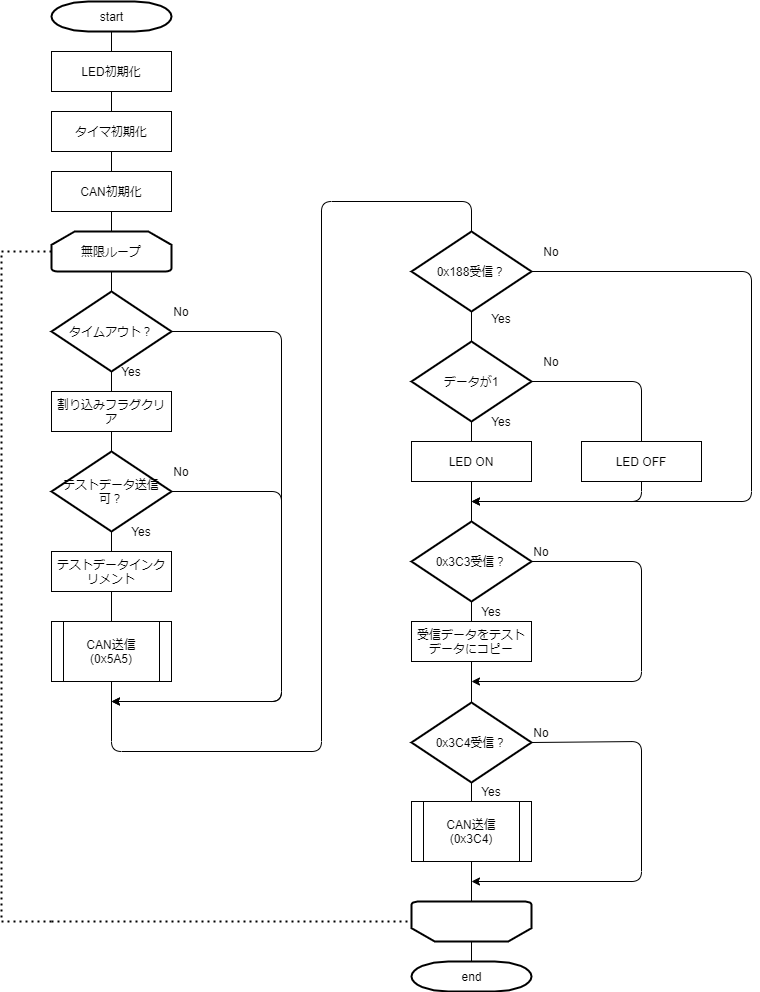 start
LED初期化
タイマ初期化
CAN初期化
無限ループ
タイムアウト？
No
Yes
割り込みフラグクリ
ア
テストデータ送信
可？
No
Yes
テストデータインク
リメント
CAN送信
(0x5A5)
0x188受信？
No
Yes
データが1
No
Yes
LED ON
LED OFF
0x3C3受信？
No
Yes
受信データをテスト
データにコピー
0x3C4受信？
No
Yes
CAN送信
(0x3C4)
end